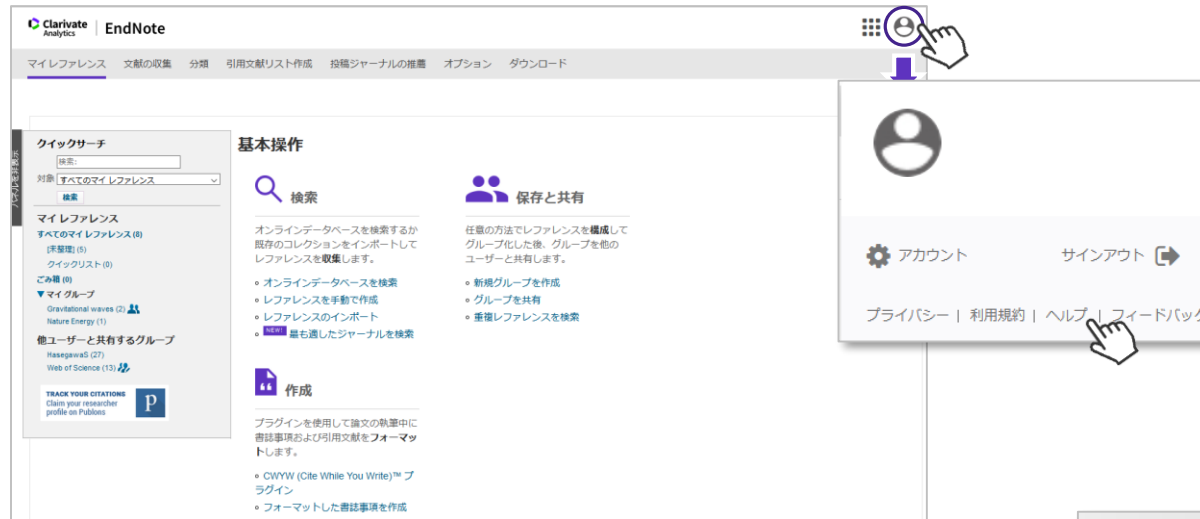 Clarivate
Analytics
EndNote
マイレファレンス 文献の収集 分類 引用文献リスト作成 投稿ジャーナルの推薦 オプション ダウンロード
パネルを非表示
クイックサーチ
検索:
対象 すべてのマイ レファレンス
検索
マイ レファレンス
すべてのマイ レファレンス (8)
[未整理] (5)
クイックリスト (0)
ごみ箱 (0)
▼マイ グループ
Gravitational waves (2)
Nature Energy (1)
他ユーザーと共有するグループ
HasegawaS (27)
Web of Science (13)
TRACK YOUR CITATIONS
Claim your researcher
profile on Publons
p
基本操作
検索
オンラインデータベースを検索するか
既存のコレクションをインポートして
レファレンスを収集します。
オンラインデータベースを検索
レファレンスを手動で作成
レファレンスのインポート
NEW! 最も適したジャーナルを検索
保存と共有
任意の方法でレファレンスを構成して
グループ化した後、グループを他の
ユーザーと共有します。
新規グループを作成
グループを共有
重複レファレンスを検索
作成
プラグインを使用して論文の執筆中に
書誌事項および引用文献をフォーマッ
トします。
CWYW (Cite While You Write)™ プ
ラグイン
フォーマットした書誌事項を作成
アカウント サインアウト
プライバシー | 利用規約 | ヘルプ | フィードバック